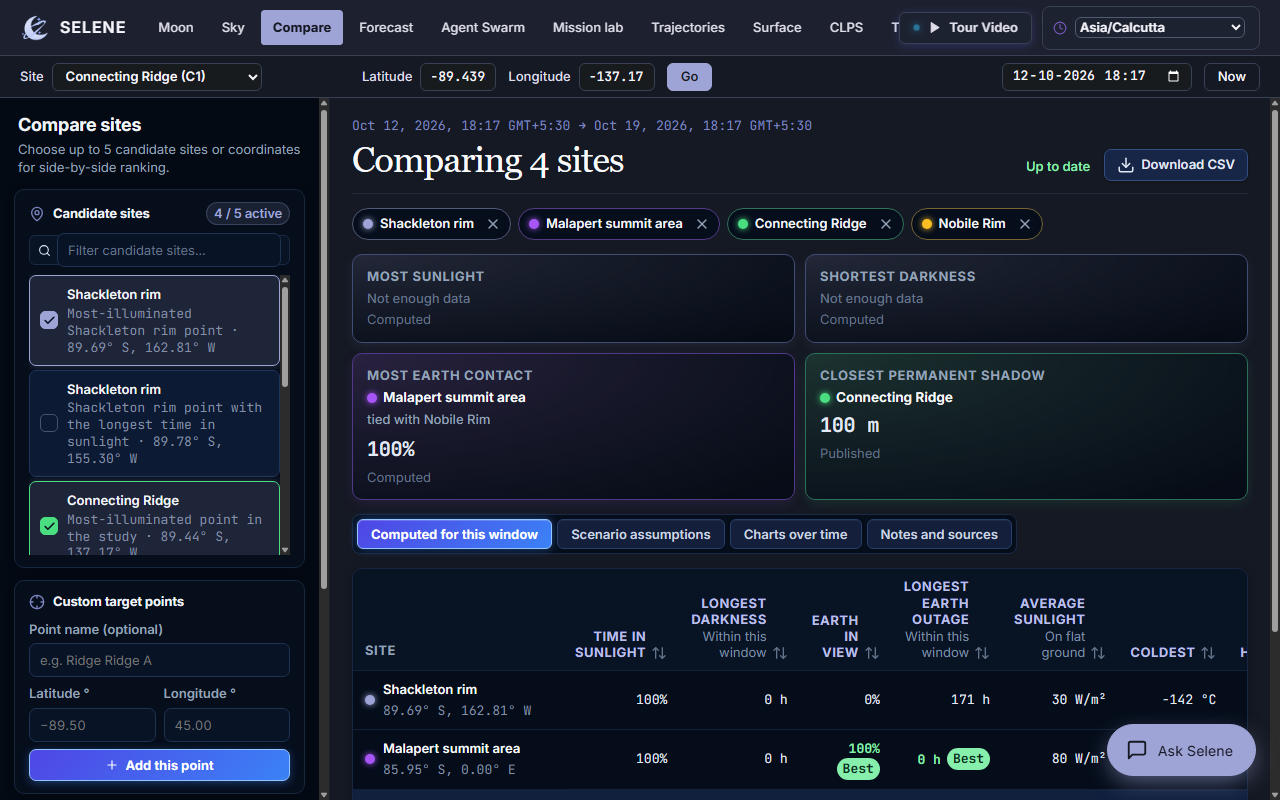 SELENE
Moon
Sky
Compare
Forecast
Agent Swarm
Mission lab
Trajectories
Surface
CLPS
T
Tour Video
Asia/Calcutta
Site
Connecting Ridge (C1)
Latitude
-89.439
Longitude
-137.17
Go
12-10-2026 18:17
Now
Compare sites
Choose up to 5 candidate sites or coordinates
for side-by-side ranking.
Candidate sites
4 / 5 active
Filter candidate sites...
Shackleton rim
Most-illuminated
Shackleton rim point ·
89.69° S, 162.81° W
Shackleton rim
Shackleton rim point with
the longest time in
sunlight · 89.78° S,
155.30° W
Connecting Ridge
Most-illuminated point in
the study · 89.44° S,
137.17° W
Custom target points
Point name (optional)
e.g. Ridge Ridge A
Latitude °
Longitude °
−89.50
45.00
+ Add this point
Oct 12, 2026, 18:17 GMT+5:30 → Oct 19, 2026, 18:17 GMT+5:30
Comparing 4 sites
Up to date
Download CSV
Shackleton rim
Malapert summit area
Connecting Ridge
Nobile Rim
MOST SUNLIGHT
Not enough data
Computed
SHORTEST DARKNESS
Not enough data
Computed
MOST EARTH CONTACT
Malapert summit area
tied with Nobile Rim
100%
Computed
CLOSEST PERMANENT SHADOW
Connecting Ridge
100 m
Published
Computed for this window
Scenario assumptions
Charts over time
Notes and sources
SITE
TIME IN
SUNLIGHT
LONGEST
DARKNESS
Within this
window
EARTH
IN
VIEW
LONGEST
EARTH
OUTAGE
Within this
window
AVERAGE
SUNLIGHT
On flat
ground
COLDEST
H
Shackleton rim
89.69° S, 162.81° W
100%
0 h
0%
171 h
30 W/m²
-142 °C
Malapert summit area
85.95° S, 0.00° E
100%
0 h
100%
Best
0 h Best
80 W/m²
Ask Selene